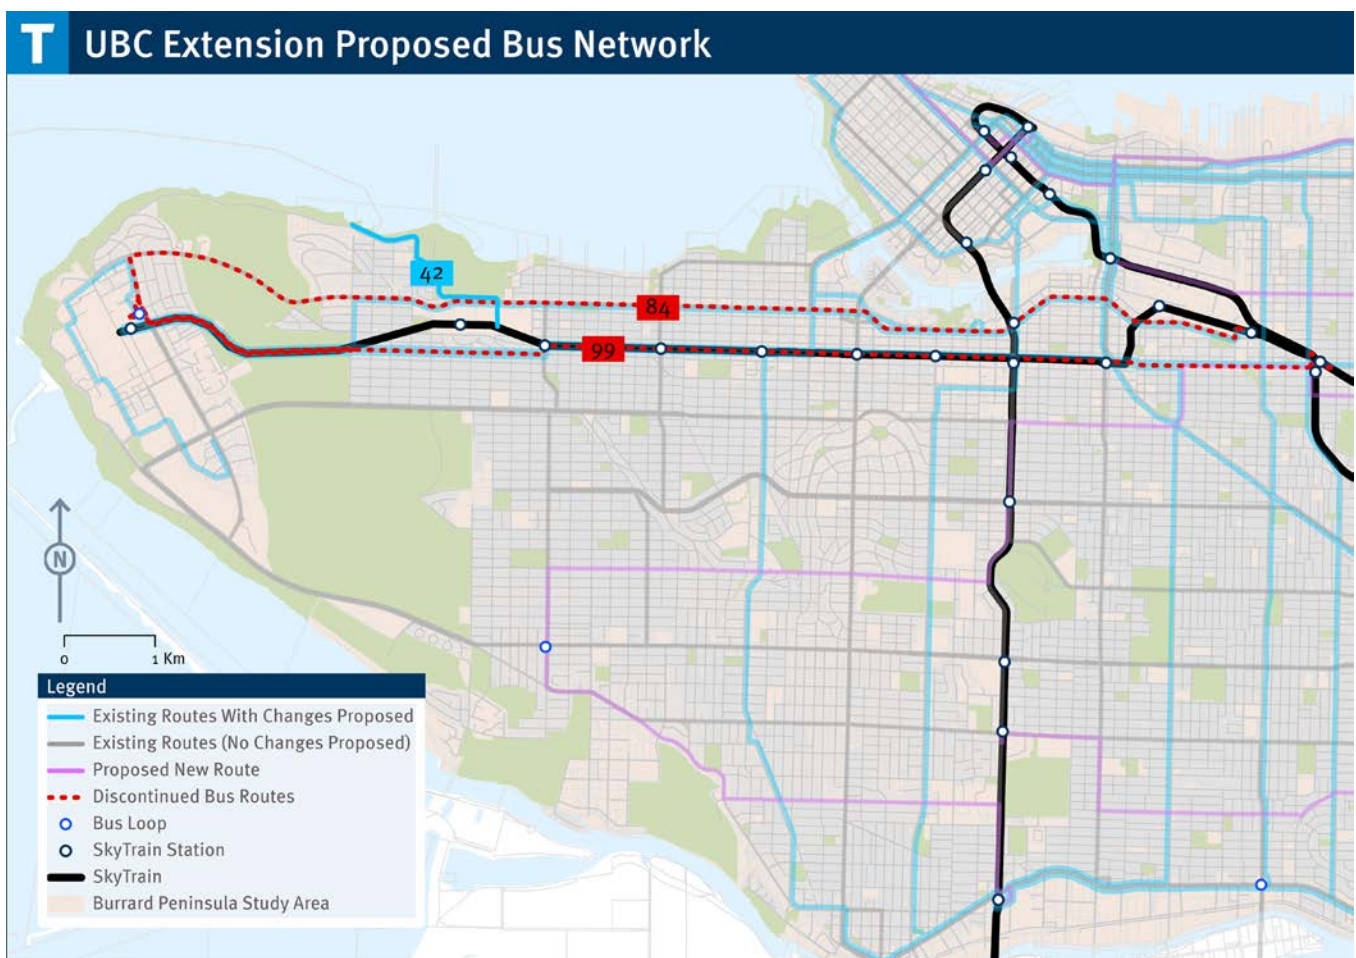 T UBC Extension Proposed Bus Network
42
84
99
N
0 1 Km
Legend
Existing Routes With Changes Proposed
Existing Routes (No Changes Proposed)
Proposed New Route
Discontinued Bus Routes
Bus Loop
SkyTrain Station
SkyTrain
Burrard Peninsula Study Area